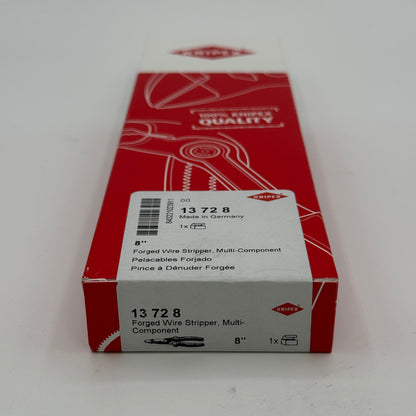 KNIPEX
100% KNIPEX
QUALITY
00
13 72 8
Made in Germany
1x
KNIPEX
8"
Forged Wire Stripper, Multi-Component
Pelacables Forjado
Pince à Dénuder Forgée
13 72 8
Forged Wire Stripper, Multi-
Component
8"
1x
KNIPEX